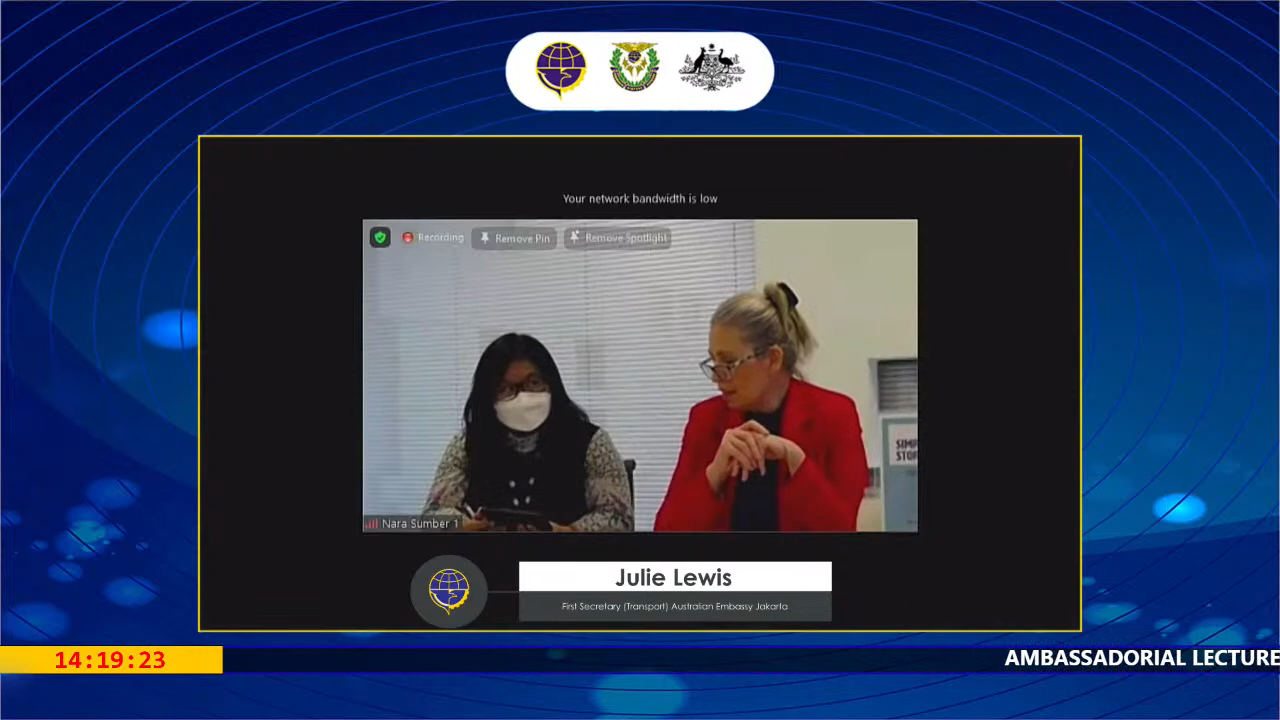 Your network bandwidth is low
Recording
Remove Pin
Remove Spotlight
Nara Sumber 1
Julie Lewis
First Secretary (Transport) Australian Embassy Jakarta
14:19:23
AMBASSADORIAL LECTURE